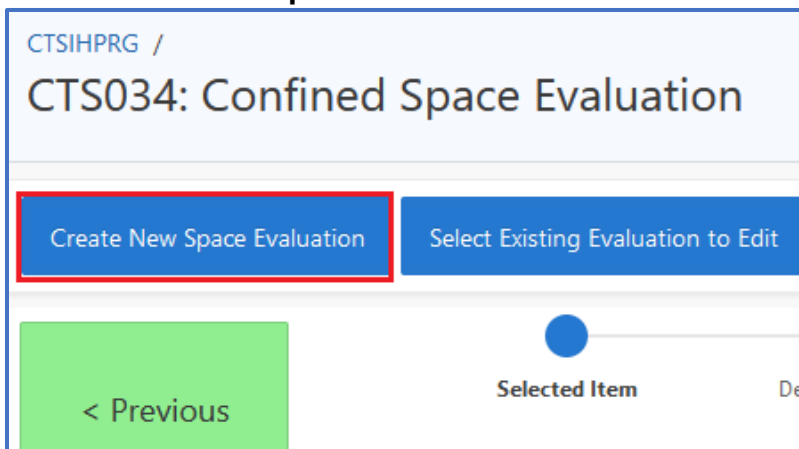 CTSIHPRG /
CTS034: Confined Space Evaluation
Create New Space Evaluation
Select Existing Evaluation to Edit
Selected Item
< Previous